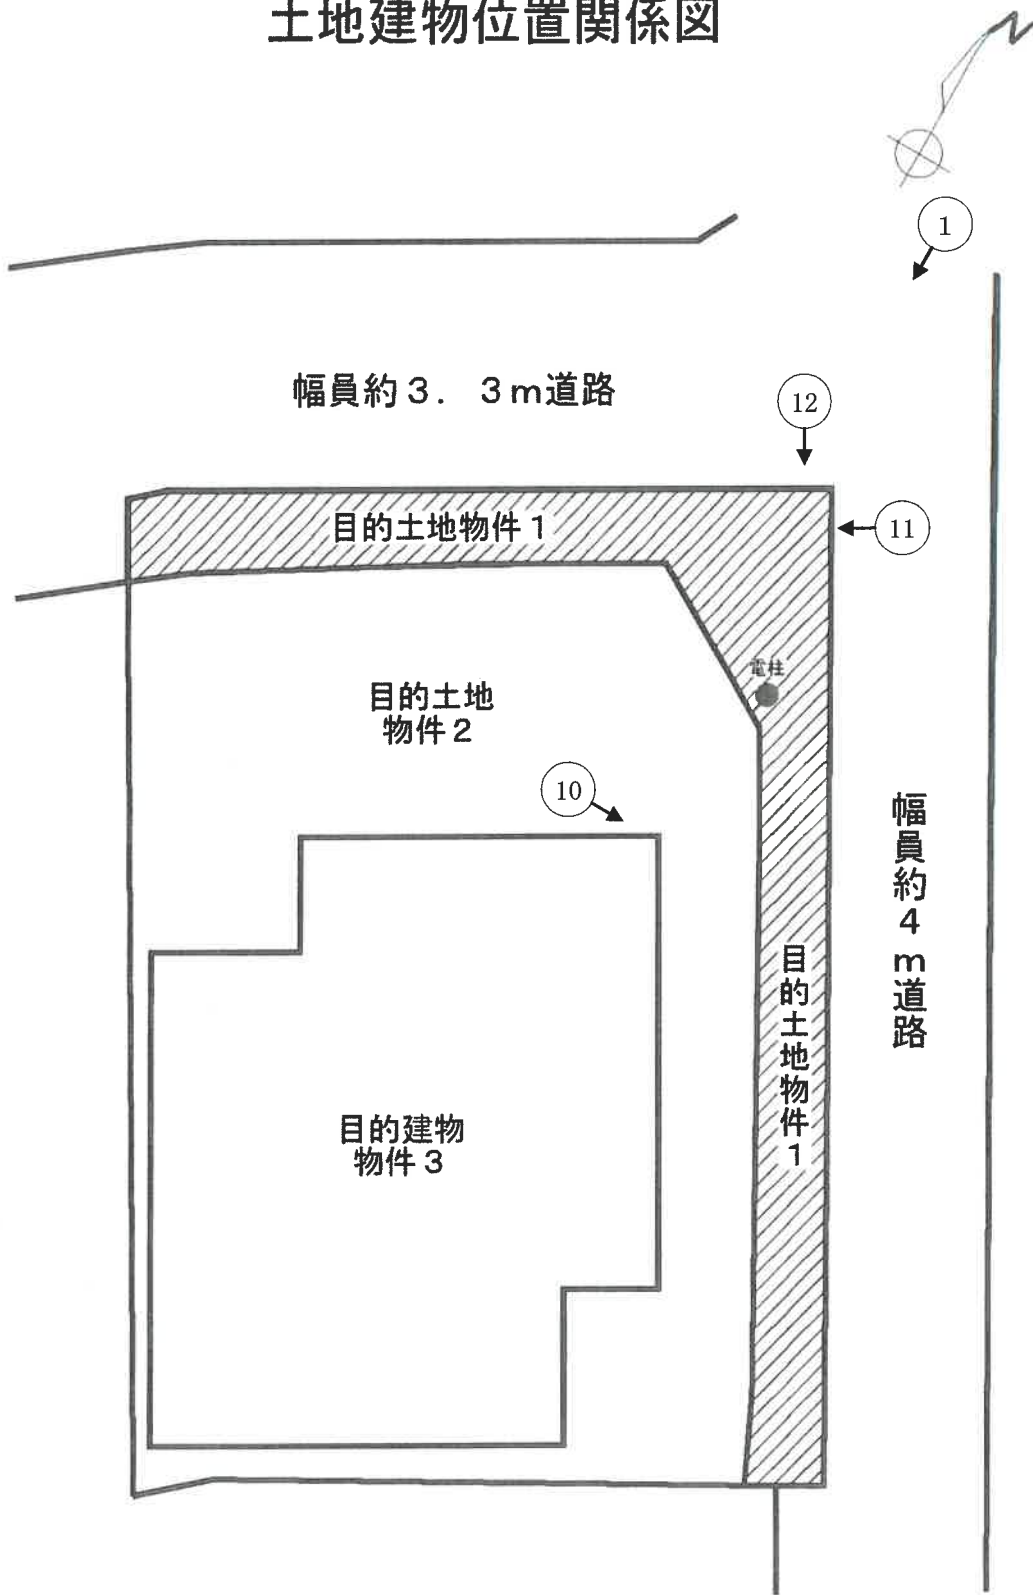 土地建物位置関係図
N
1
幅員約3.3m道路
12
目的土地物件1
11
電柱
目的土地
物件2
10
幅員約4m道路
目的土地物件1
目的建物
物件3